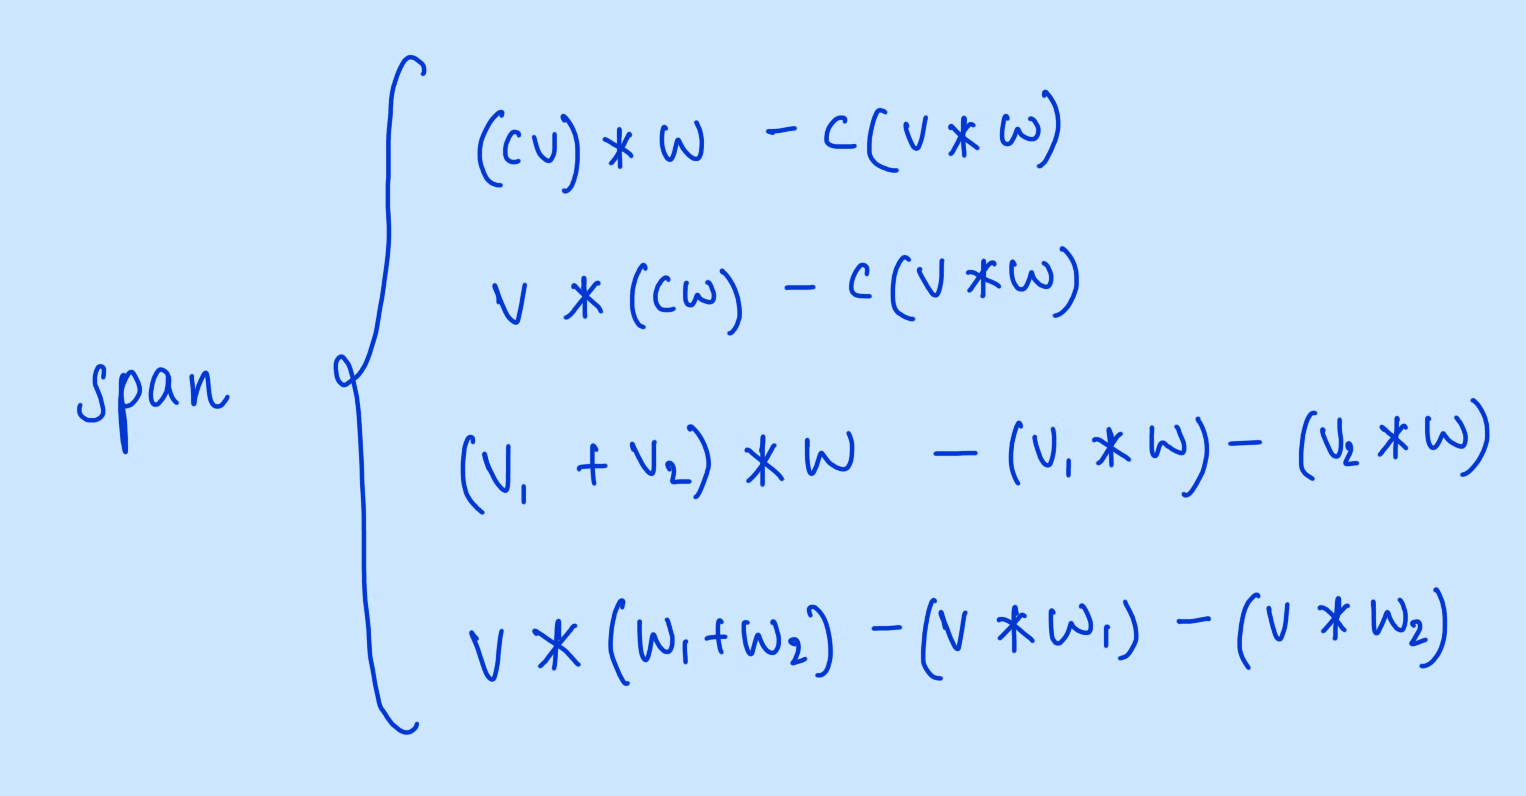 (cv) * w - c(v * w)
v * (cw) - c(v * w)
span
(v₁ + v₂) * w - (v₁ * w) - (v₂ * w)
v * (w₁ + w₂) - (v * w₁) - (v * w₂)